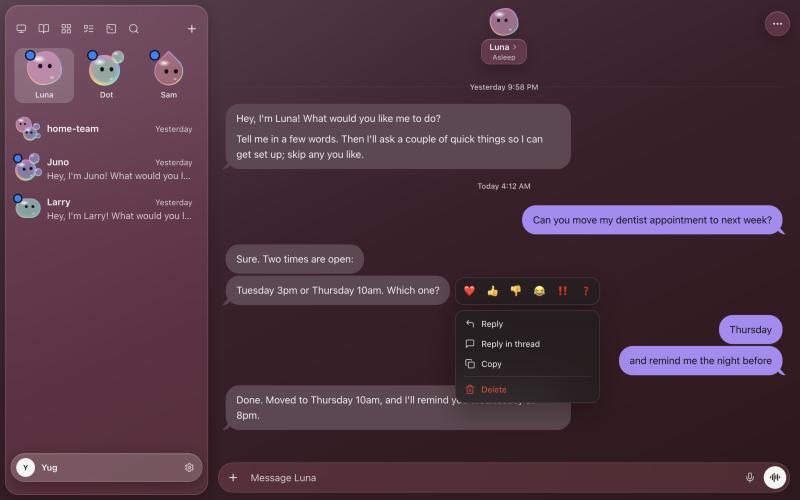 Luna
Dot
Sam
home-team
Yesterday
Juno
Yesterday
Hey, I'm Juno! What would you l...
Larry
Yesterday
Hey, I'm Larry! What would you l...
Y
Yug
Luna
Asleep
Yesterday 9:58 PM
Hey, I'm Luna! What would you like me to do?
Tell me in a few words. Then I'll ask a couple of quick things so I can
get set up; skip any you like.
Today 4:12 AM
Can you move my dentist appointment to next week?
Sure. Two times are open:
Tuesday 3pm or Thursday 10am. Which one?
Reply
Reply in thread
Copy
Delete
Thursday
and remind me the night before
Done. Moved to Thursday 10am, and I'll remind
8pm.
Message Luna